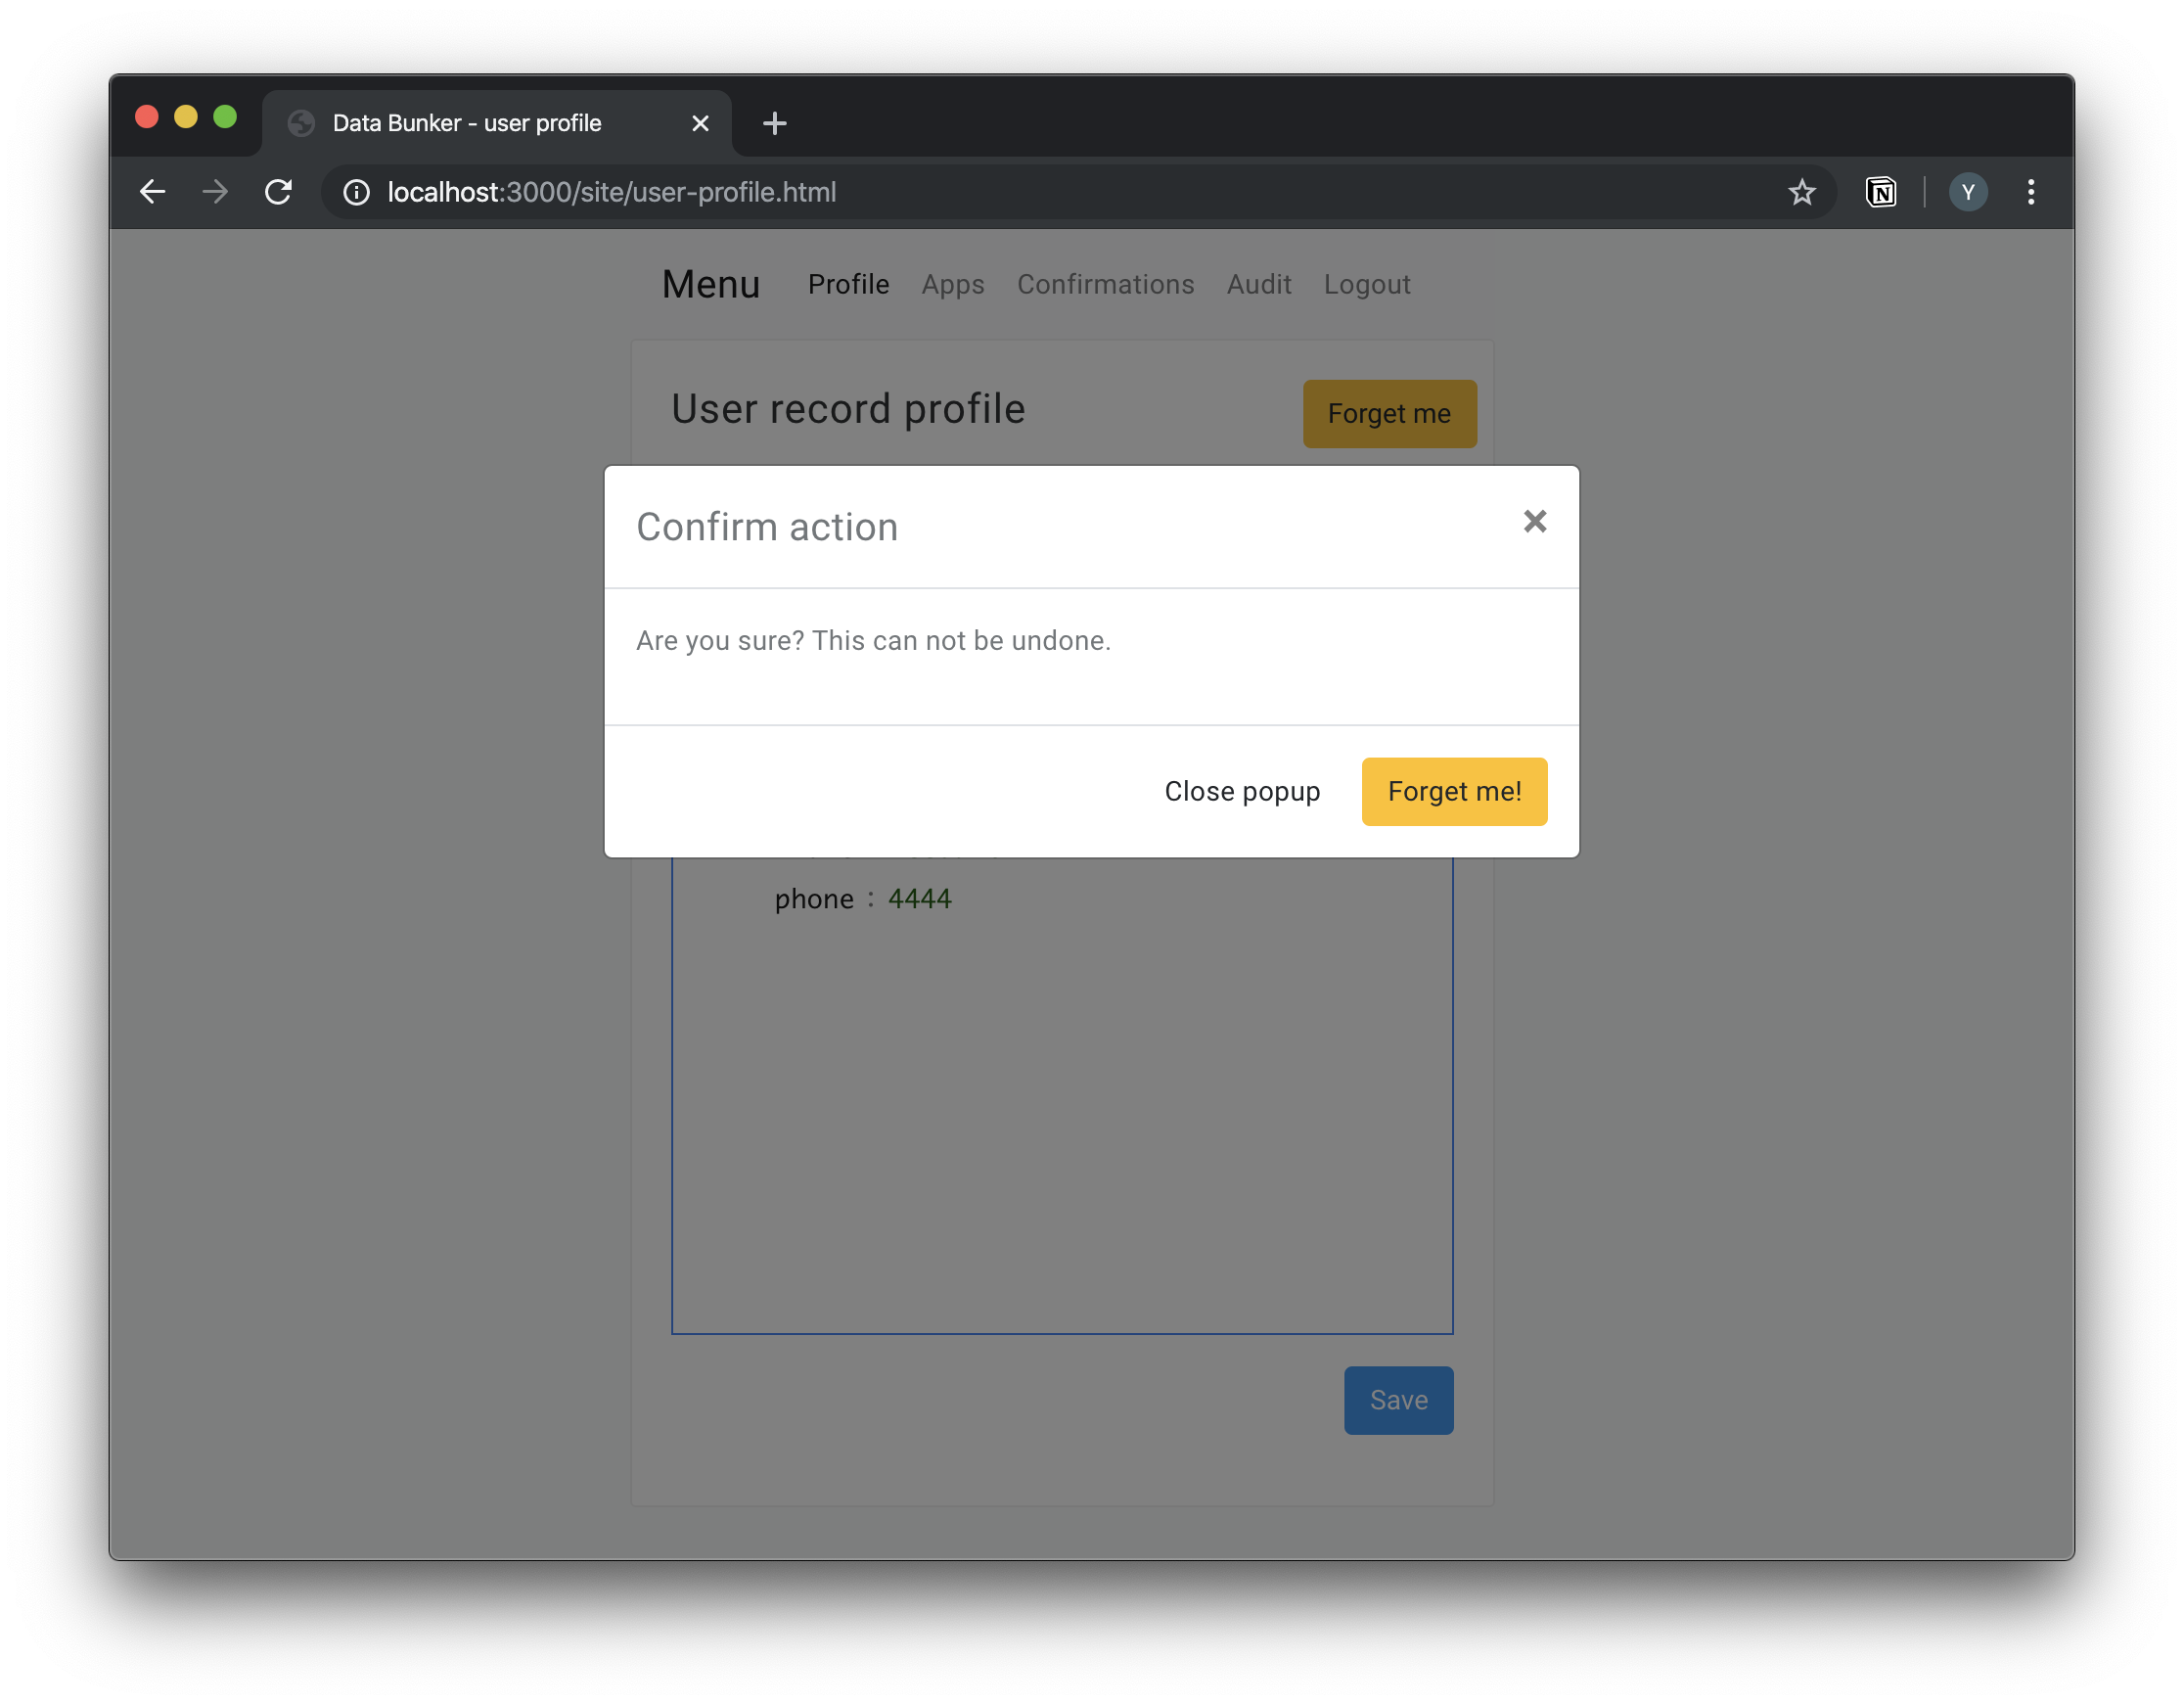 Data Bunker - user profile
localhost:3000/site/user-profile.html
Y
Menu Profile Apps Confirmations Audit Logout
User record profile Forget me
Confirm action
Are you sure? This can not be undone.
Close popup Forget me!
phone : 4444
Save